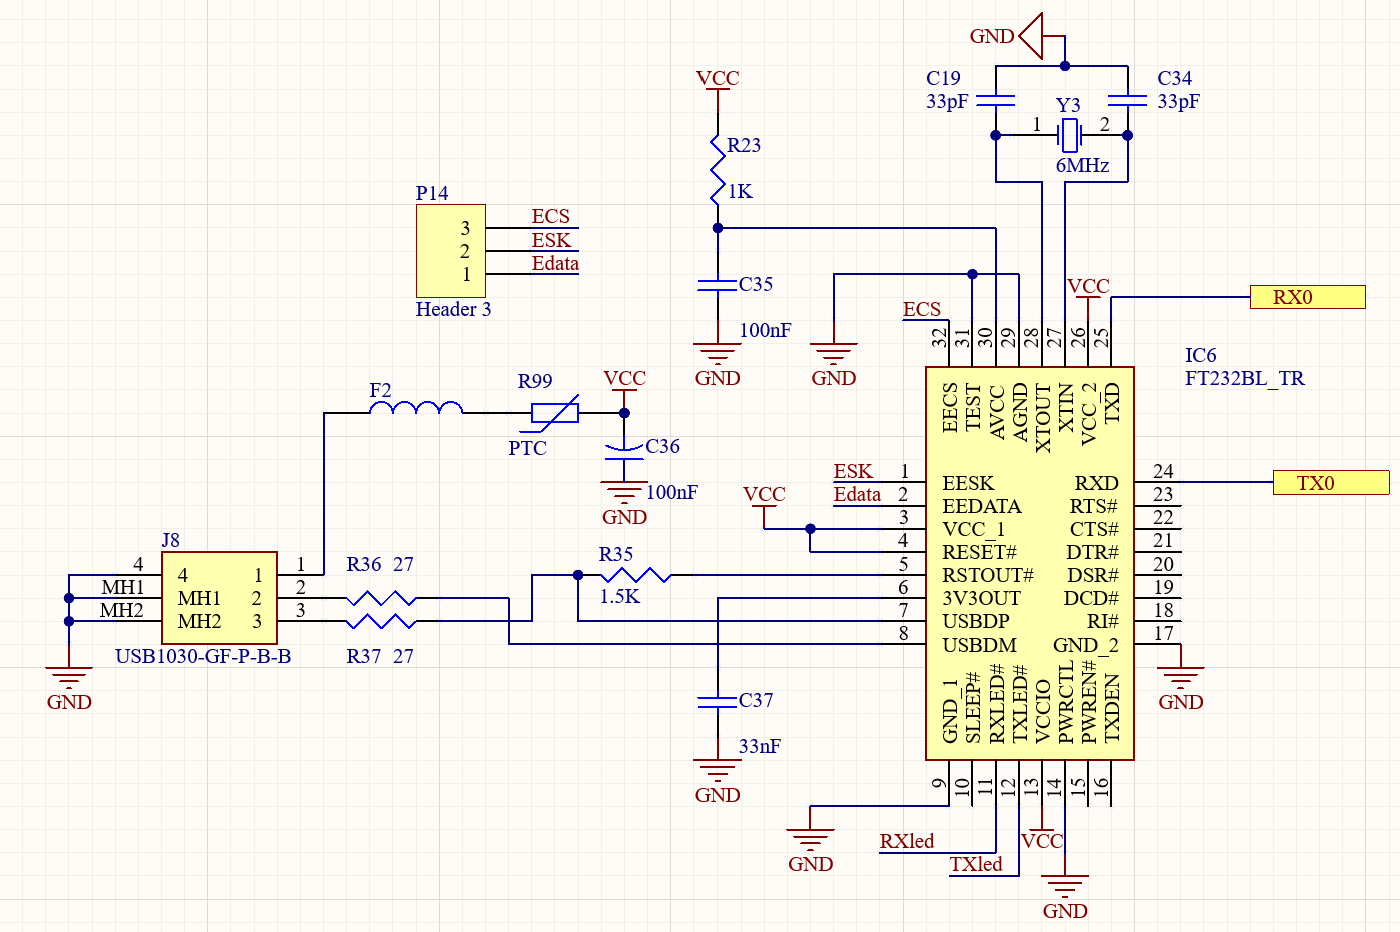 GND
C19
33pF
C34
33pF
Y3
1
2
6MHz
VCC
R23
1K
P14
3
ECS
2
ESK
1
Edata
Header 3
C35
100nF
GND
GND
ECS
VCC
RX0
32
31
30
29
28
27
26
25
IC6
FT232BL_TR
EECS
TEST
AVCC
AGND
XTOUT
XTIN
VCC_2
TXD
F2
R99
PTC
VCC
C36
100nF
GND
ESK
1
EESK
RXD
24
TX0
Edata
2
EEDATA
RTS#
23
VCC
3
VCC_1
CTS#
22
4
RESET#
DTR#
21
5
RSTOUT#
DSR#
20
6
3V3OUT
DCD#
19
7
USBDP
RI#
18
8
USBDM
GND_2
17
GND
R35
1.5K
J8
4
4
1
1
MH1
MH1
2
2
MH2
MH2
3
3
USB1030-GF-P-B-B
GND
R36 27
R37 27
C37
33nF
GND
GND_1
SLEEP#
RXLED#
TXLED#
VCCIO
PWRCTL
PWREN#
TXDEN
9
10
11
12
13
14
15
16
GND
RXled
TXled
VCC
GND